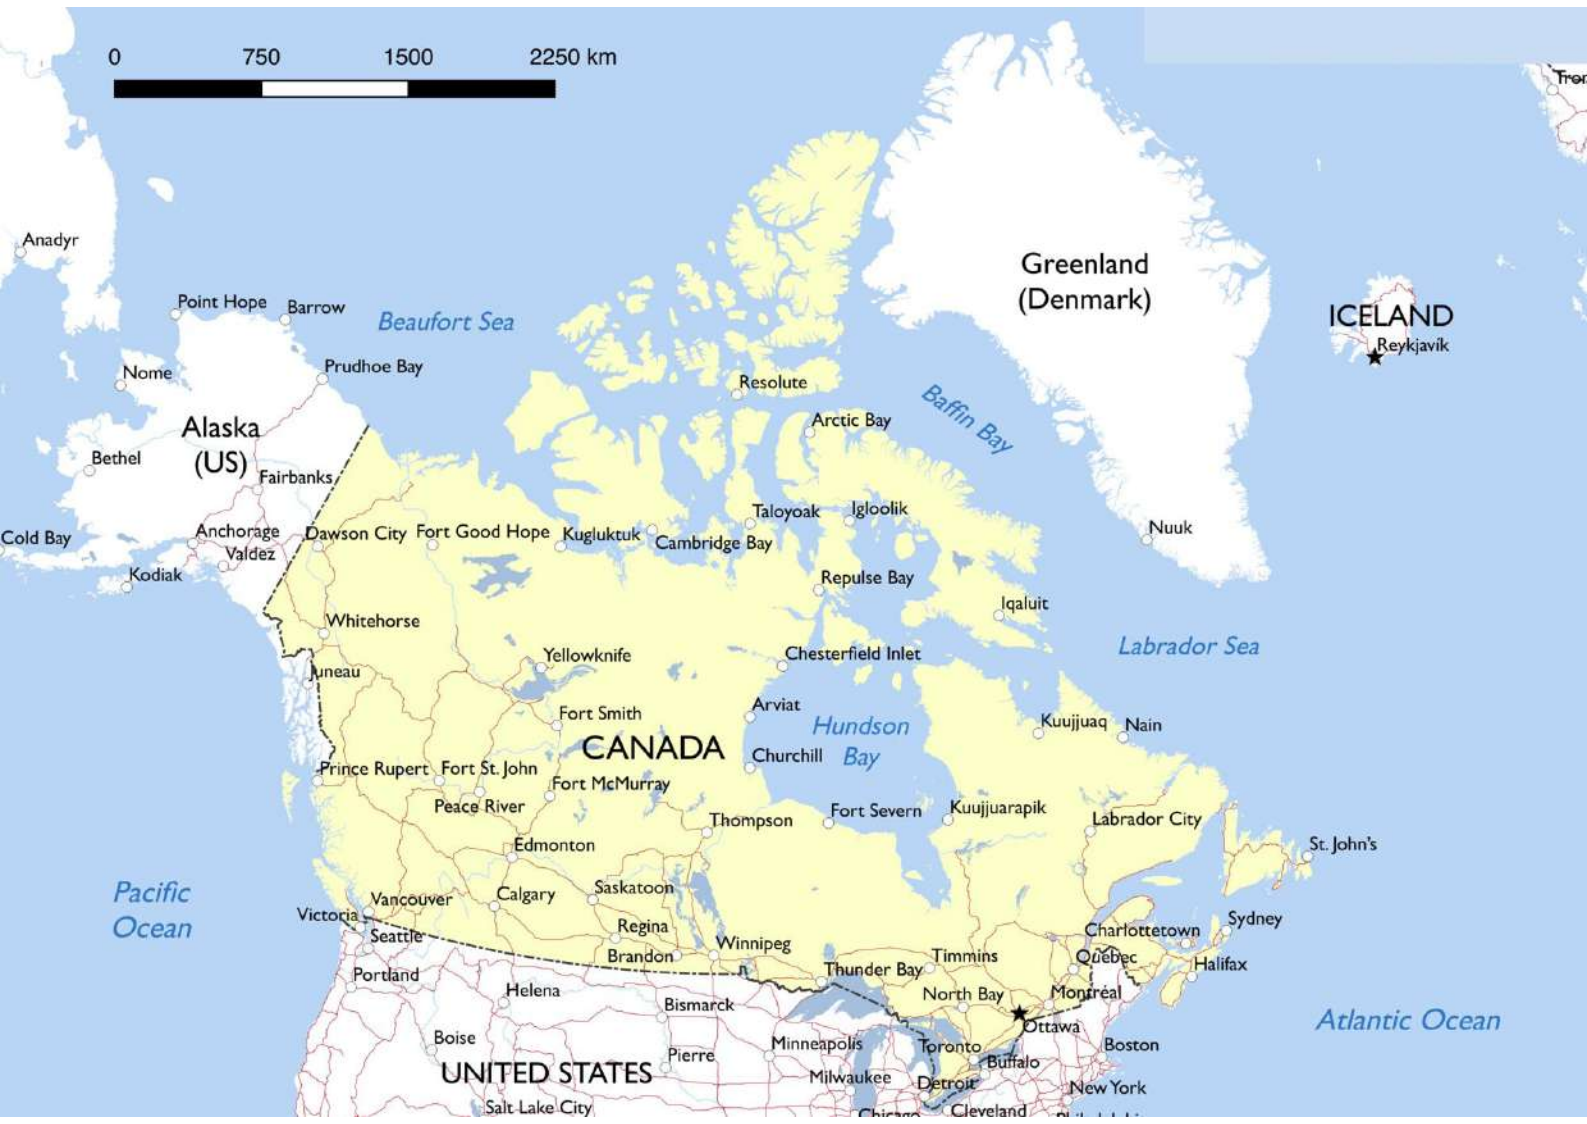 0 750 1500 2250 km
Tron
Anadyr
Greenland
(Denmark)
Point Hope
Barrow
Beaufort Sea
ICELAND
Reykjavík
Nome
Prudhoe Bay
Resolute
Baffin Bay
Arctic Bay
Alaska
(US)
Bethel
Fairbanks
Taloyoak
Igloolik
Nuuk
Cold Bay
Anchorage
Dawson City
Fort Good Hope
Kugluktuk
Cambridge Bay
Valdez
Kodiak
Repulse Bay
Iqaluit
Whitehorse
Labrador Sea
Yellowknife
Chesterfield Inlet
Juneau
Arviat
Fort Smith
Hundson
Bay
Kuujjuaq
Nain
CANADA
Churchill
Prince Rupert
Fort St. John
Fort McMurray
Peace River
Thompson
Fort Severn
Kuujjuarapik
Labrador City
Edmonton
St. John's
Pacific
Ocean
Saskatoon
Calgary
Vancouver
Victoria
Sydney
Regina
Charlottetown
Seattle
Winnipeg
Brandon
Timmins
Quebec
Halifax
Thunder Bay
Portland
Helena
North Bay
Montréal
Bismarck
Atlantic Ocean
Ottawa
Boise
Minneapolis
Toronto
Boston
Pierre
Buffalo
UNITED STATES
Milwaukee
Detroit
New York
Salt Lake City
Chicago
Cleveland